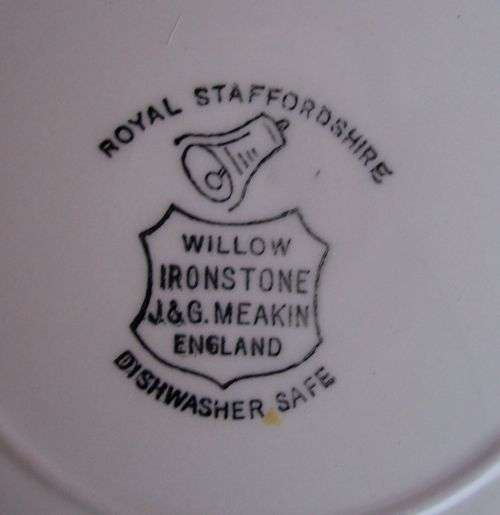 ROYAL STAFFORDSHIRE
WILLOW
IRONSTONE
J.&G. MEAKIN
ENGLAND
DISHWASHER SAFE